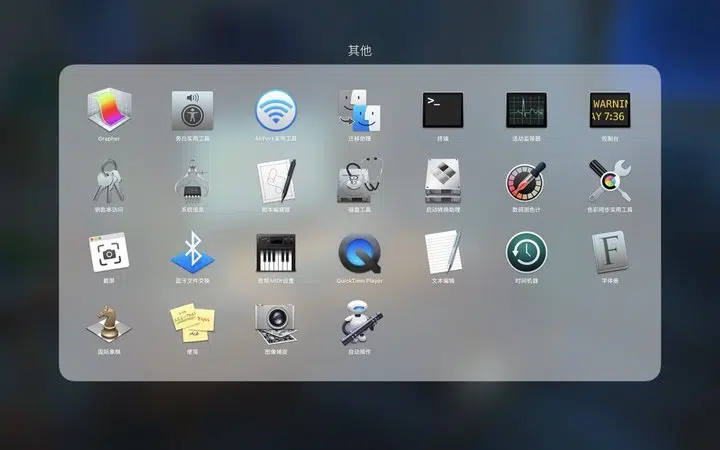 其他
Grapher
旁白实用工具
AirPort实用工具
迁移助理
终端
活动监视器
控制台
>_
WARNIN
AY 7:36
钥匙串访问
系统信息
脚本编辑器
磁盘工具
启动转换助理
数码测色计
色彩同步实用工具
截屏
蓝牙文件交换
音频MIDI设置
QuickTime Player
文本编辑
时间机器
字体册
F
国际象棋
便笺
图像捕捉
自动操作